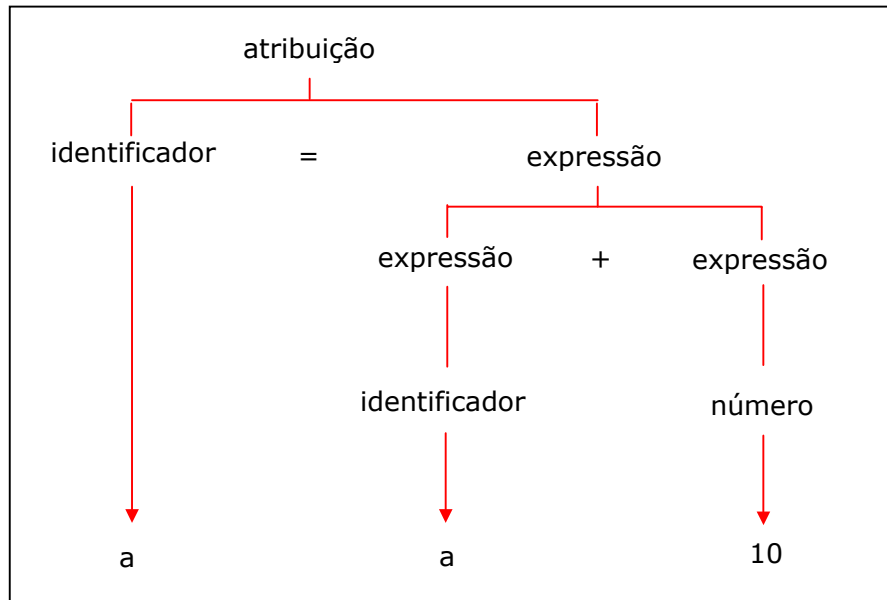 atribuição
identificador = expressão
expressão + expressão
identificador número
a a 10